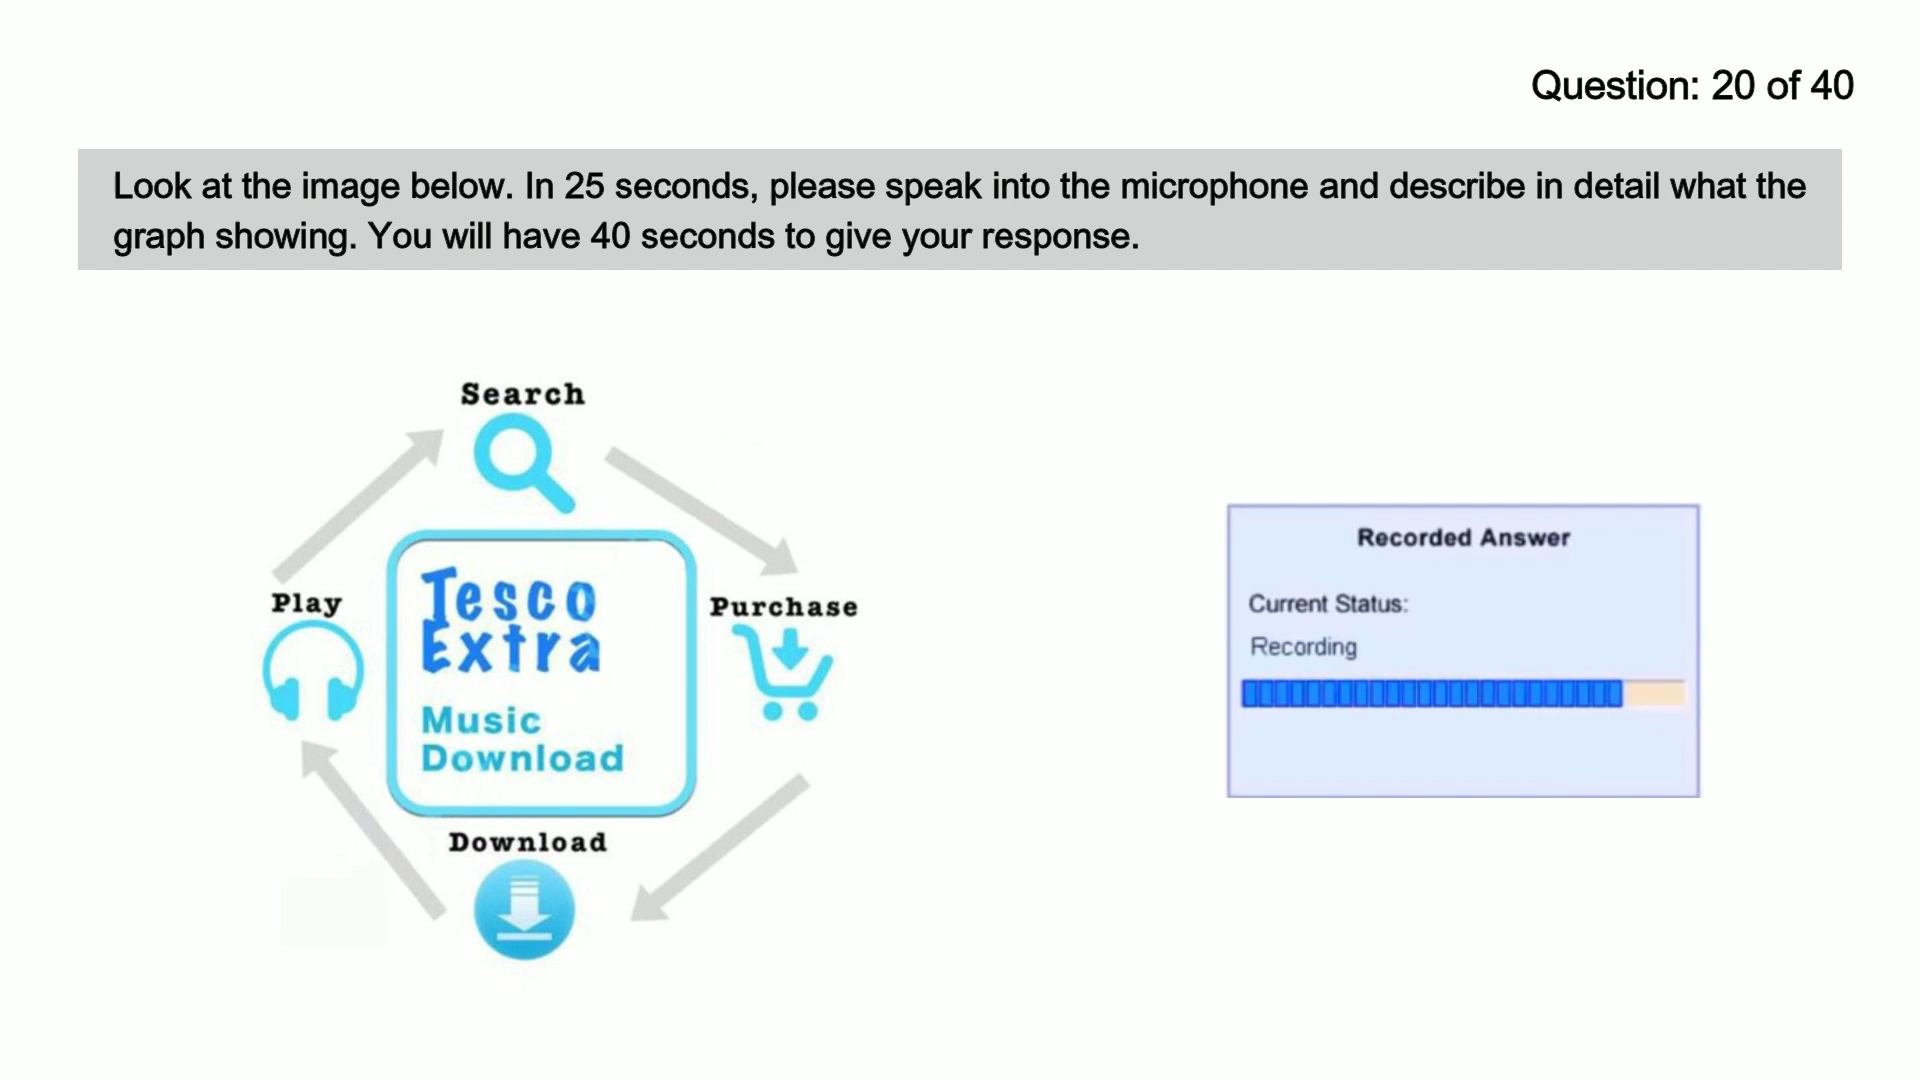 Question: 20 of 40
Look at the image below. In 25 seconds, please speak into the microphone and describe in detail what the
graph showing. You will have 40 seconds to give your response.
Search
Play
Tesco
Extra
Music
Download
Purchase
Download
Recorded Answer
Current Status:
Recording